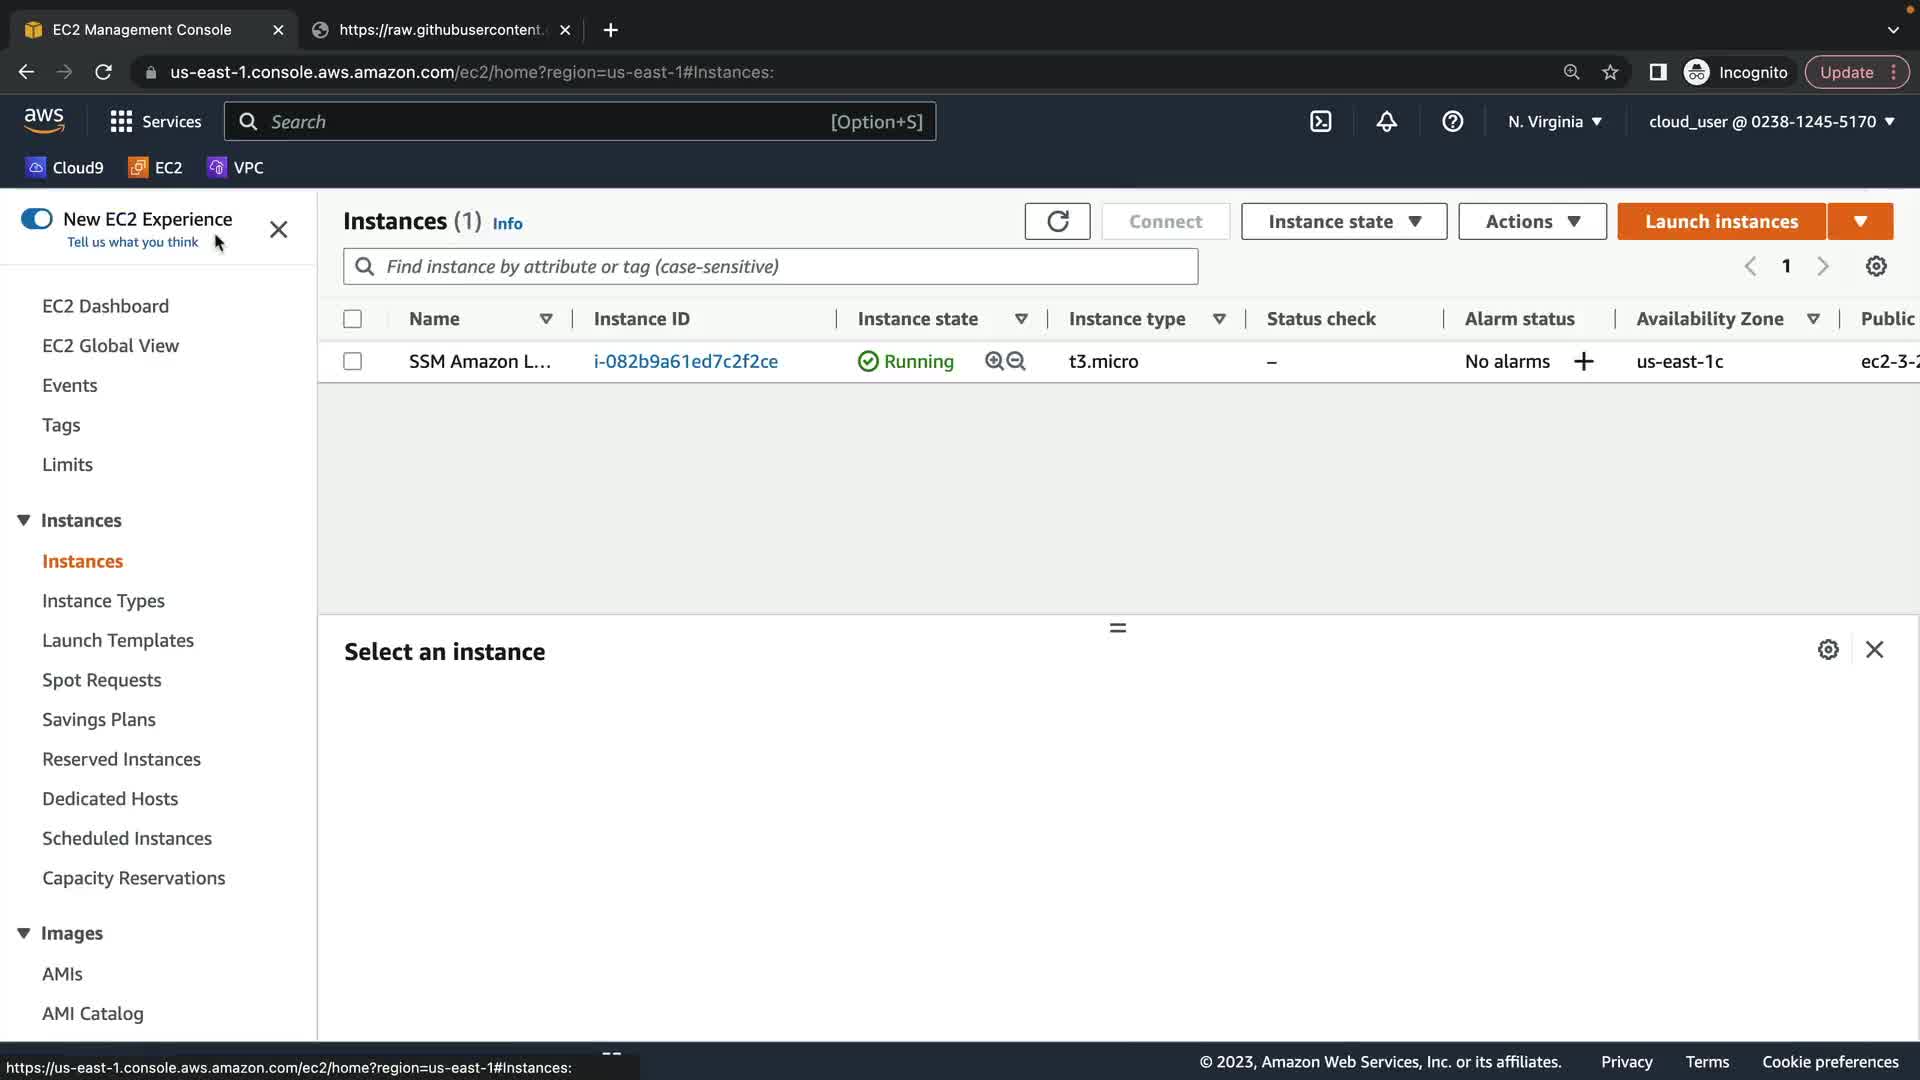 EC2 Management Console
https://raw.githubusercontent.
us-east-1.console.aws.amazon.com/ec2/home?region=us-east-1#Instances:
Incognito
Update
aws
Services
Search
[Option+S]
N. Virginia
cloud_user @ 0238-1245-5170
Cloud9
EC2
VPC
New EC2 Experience
Tell us what you think
EC2 Dashboard
EC2 Global View
Events
Tags
Limits
Instances
Instances
Instance Types
Launch Templates
Spot Requests
Savings Plans
Reserved Instances
Dedicated Hosts
Scheduled Instances
Capacity Reservations
Images
AMIs
AMI Catalog
Instances (1) Info
Connect
Instance state
Actions
Launch instances
Find instance by attribute or tag (case-sensitive)
1
Name Instance ID Instance state Instance type Status check Alarm status Availability Zone Public
SSM Amazon L... i-082b9a61ed7c2f2ce Running t3.micro – No alarms + us-east-1c ec2-3-2
Select an instance
https://us-east-1.console.aws.amazon.com/ec2/home?region=us-east-1#Instances:
© 2023, Amazon Web Services, Inc. or its affiliates. Privacy Terms Cookie preferences